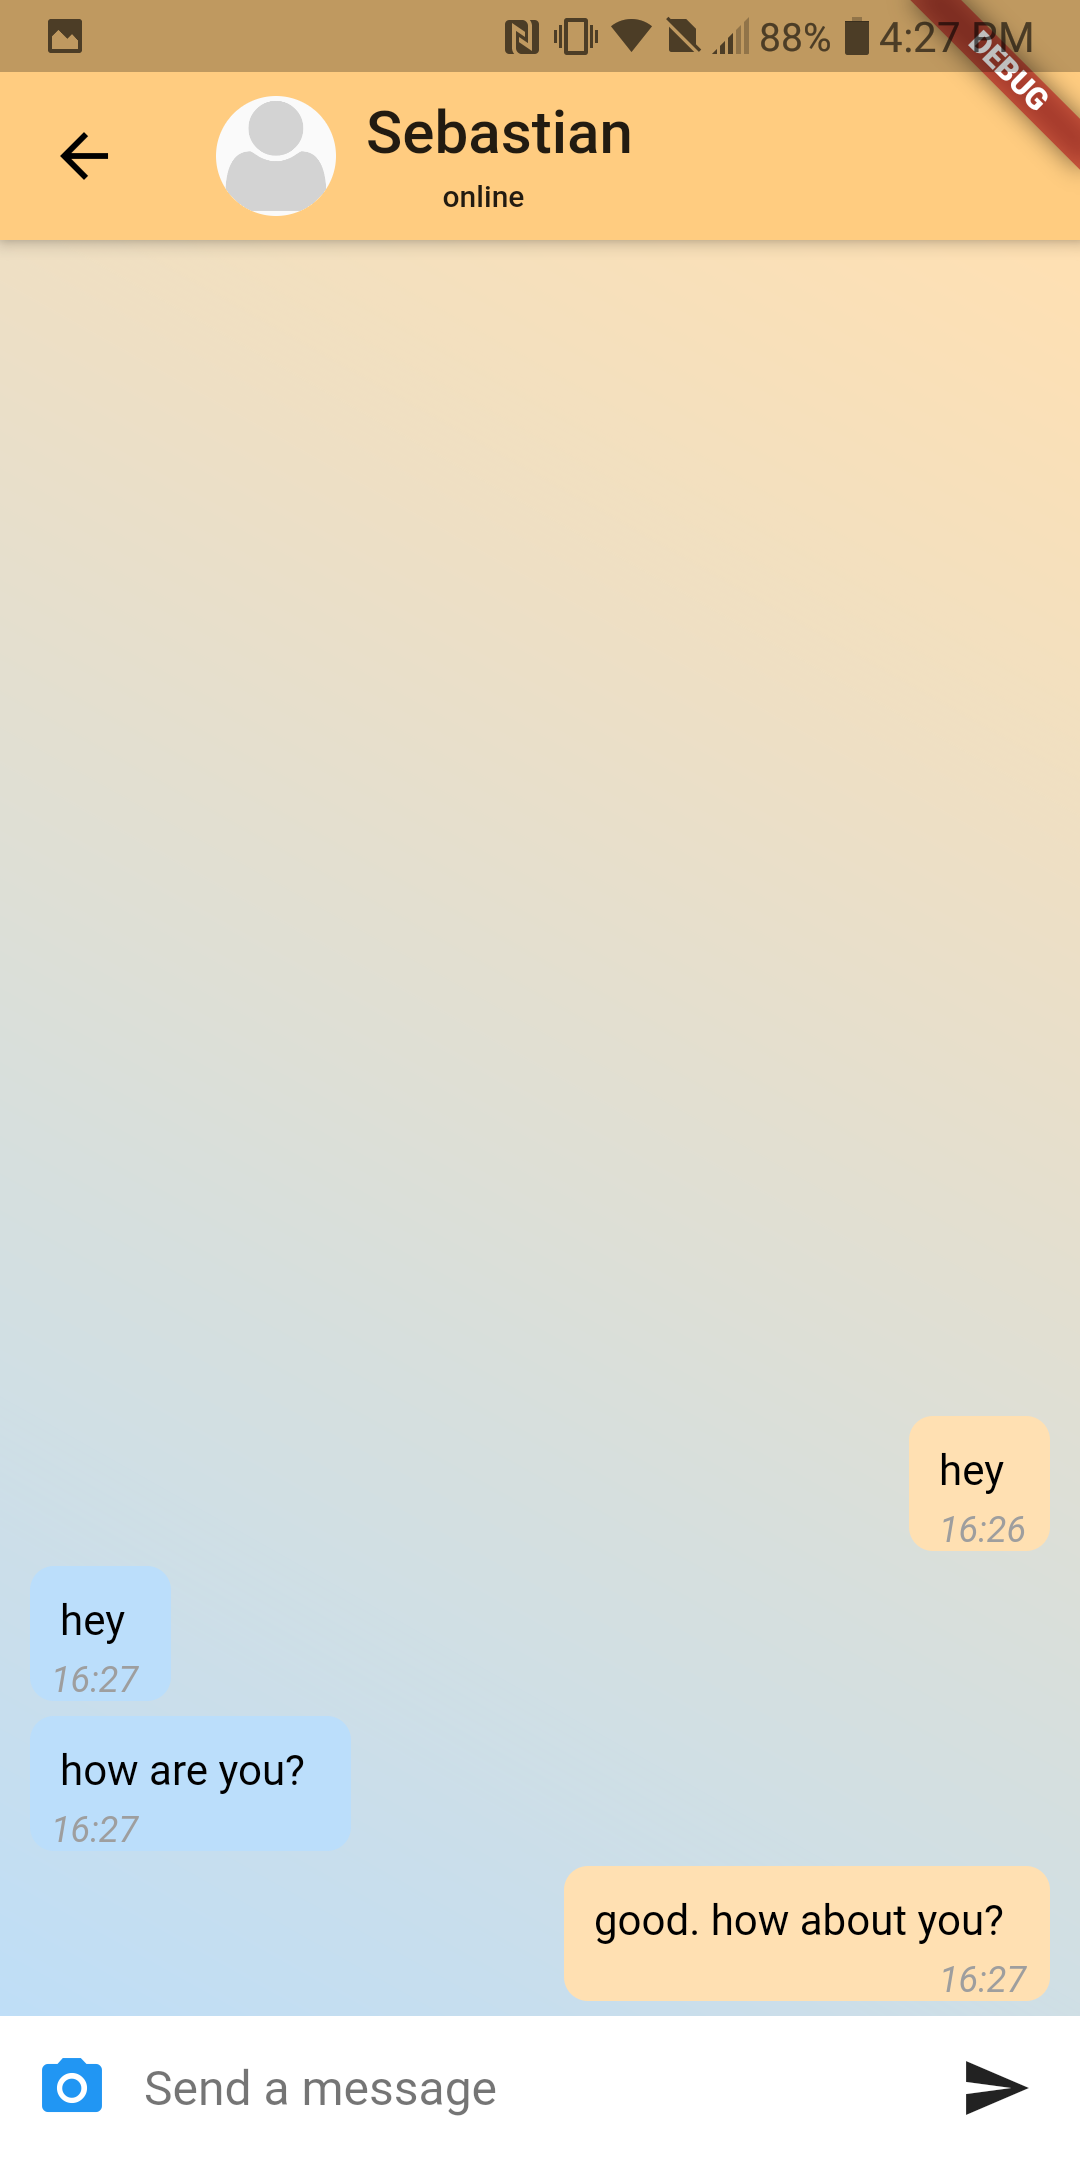 88% 4:27 PM
DEBUG
Sebastian
online
hey
16:26
hey
16:27
how are you?
16:27
good. how about you?
16:27
Send a message